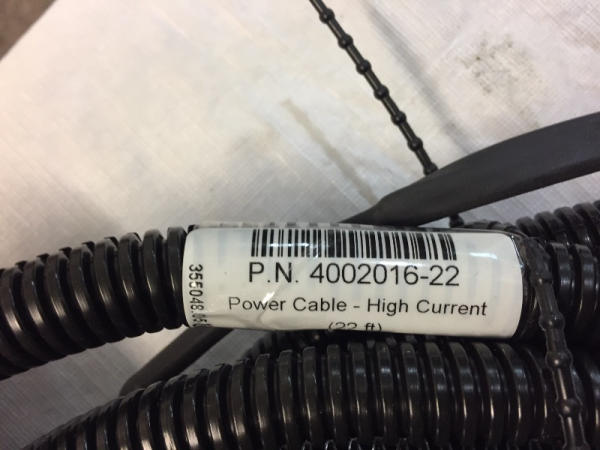 P.N. 4002016-22
Power Cable - High Current
(22 ft)